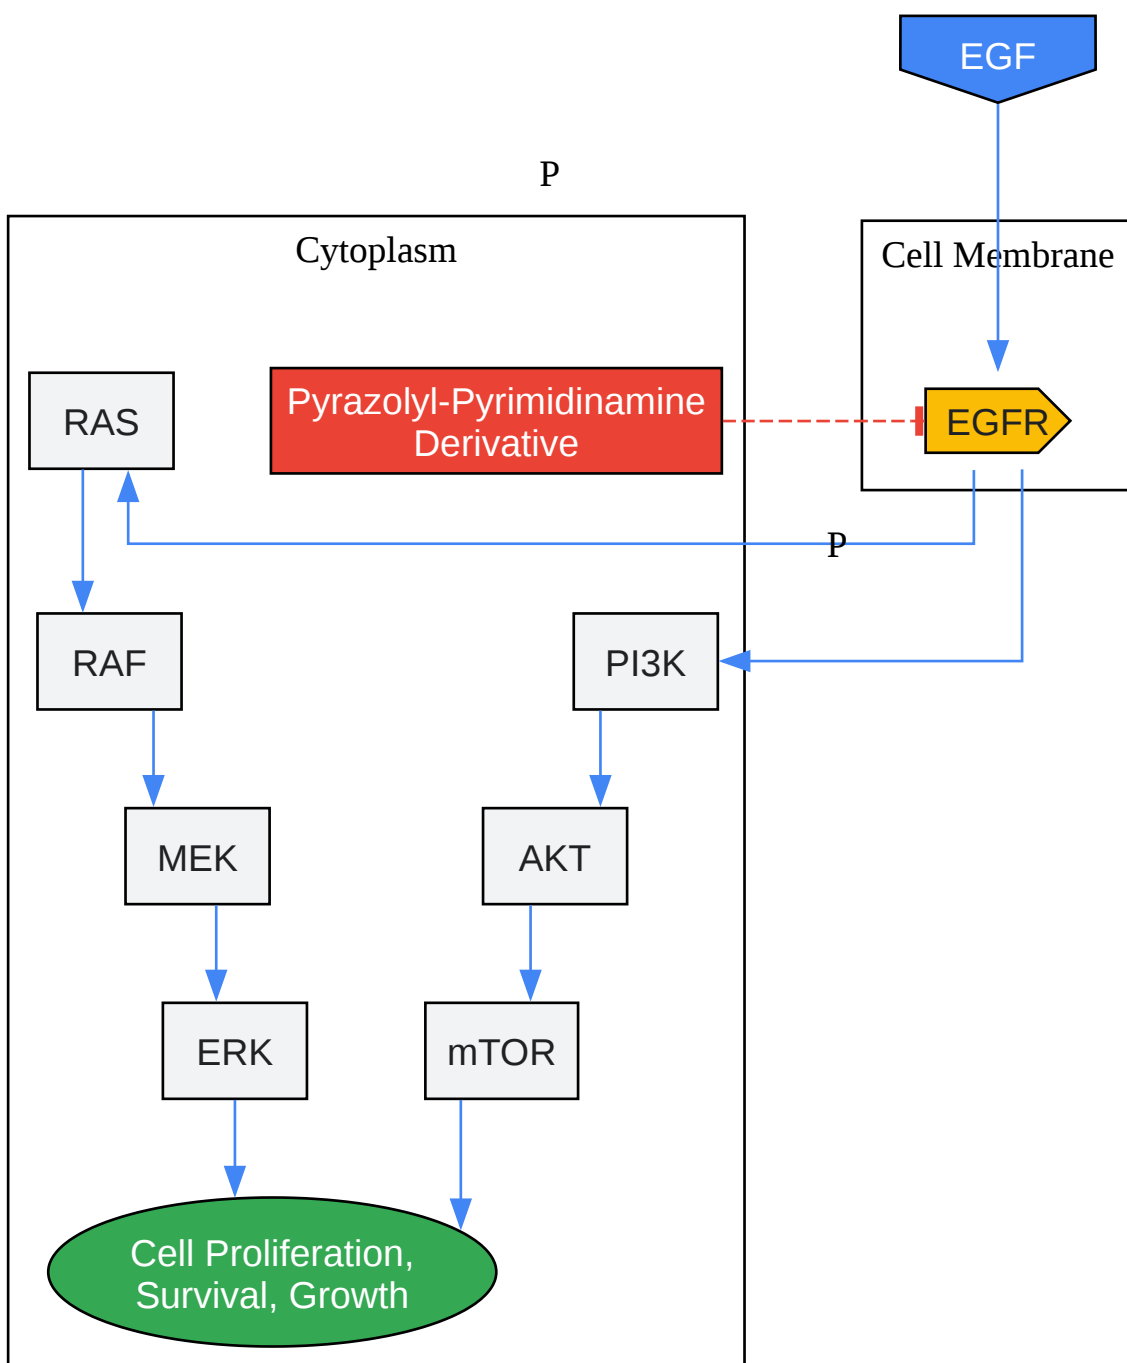 EGF
P
Cytoplasm
Cell Membrane
RAS
Pyrazolyl-Pyrimidinamine
Derivative
EGFR
P
RAF
PI3K
MEK
AKT
ERK
mTOR
Cell Proliferation,
Survival, Growth